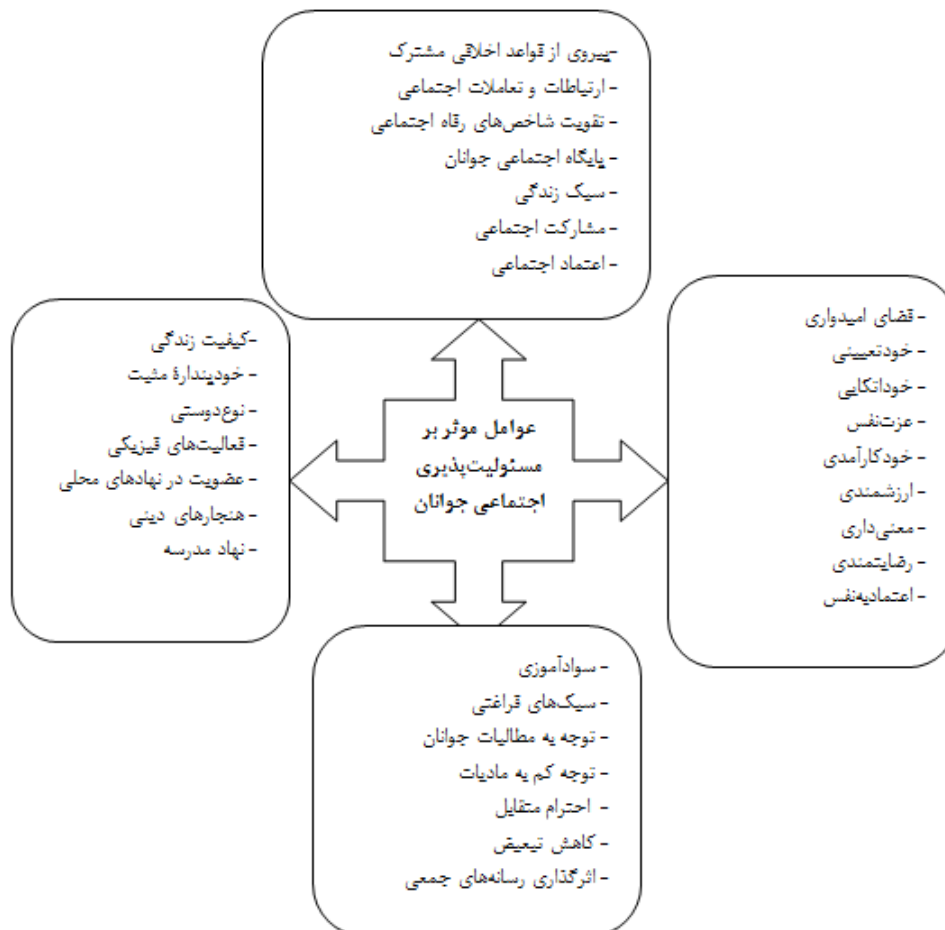 -پیروی از قواعد اخلاقی مشترک
- ارتباطات و تعاملات اجتماعی
- تقویت شاخص‌های رفاه اجتماعی
- پایگاه اجتماعی جوانان
- سبک زندگی
- مشارکت اجتماعی
- اعتماد اجتماعی
- فضای امیدواری
- خودتعیینی
- خوداتکایی
- عزت‌نفس
- خودکارآمدی
- ارزشمندی
- معنی‌داری
- رضایتمندی
- اعتمادبه‌نفس
عوامل موثر بر
مسئولیت‌پذیری
اجتماعی جوانان
-کیفیت زندگی
- خودپندارهٔ مثبت
- نوع‌دوستی
- فعالیت‌های فیزیکی
- عضویت در نهادهای محلی
- هنجارهای دینی
- نهاد مدرسه
- سوادآموزی
- سبک‌های فراغتی
- توجه به مطالبات جوانان
- توجه کم به مادیات
- احترام متقابل
- کاهش تبعیض
- اثرگذاری رسانه‌های جمعی